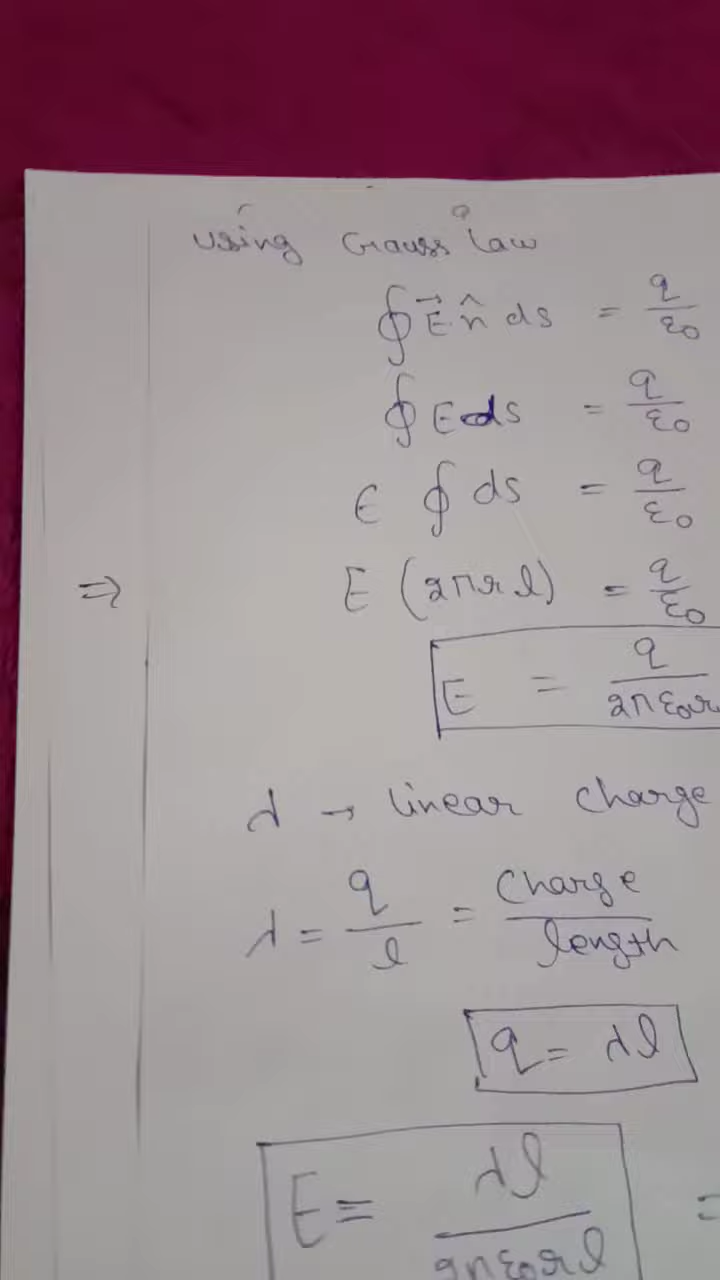 using Gauss law
∮ E⃗ n̂ ds = q/ε0
∮ E ds = q/ε0
E ∮ ds = q/ε0
⇒ E (2πrl) = q/ε0
E = q/2πε0r
λ → linear charge
λ = q/l = charge/length
q = λl
E = λl/2πε0rl =